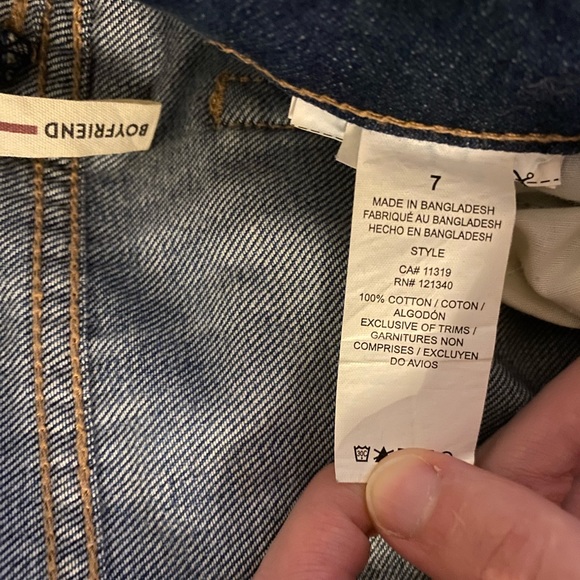 BOYFRIEND
7
MADE IN BANGLADESH
FABRIQUÉ AU BANGLADESH
HECHO EN BANGLADESH
STYLE
CA# 11319
RN# 121340
100% COTTON / COTON /
ALGODÓN
EXCLUSIVE OF TRIMS /
GARNITURES NON
COMPRISES / EXCLUYEN
DO AVIOS